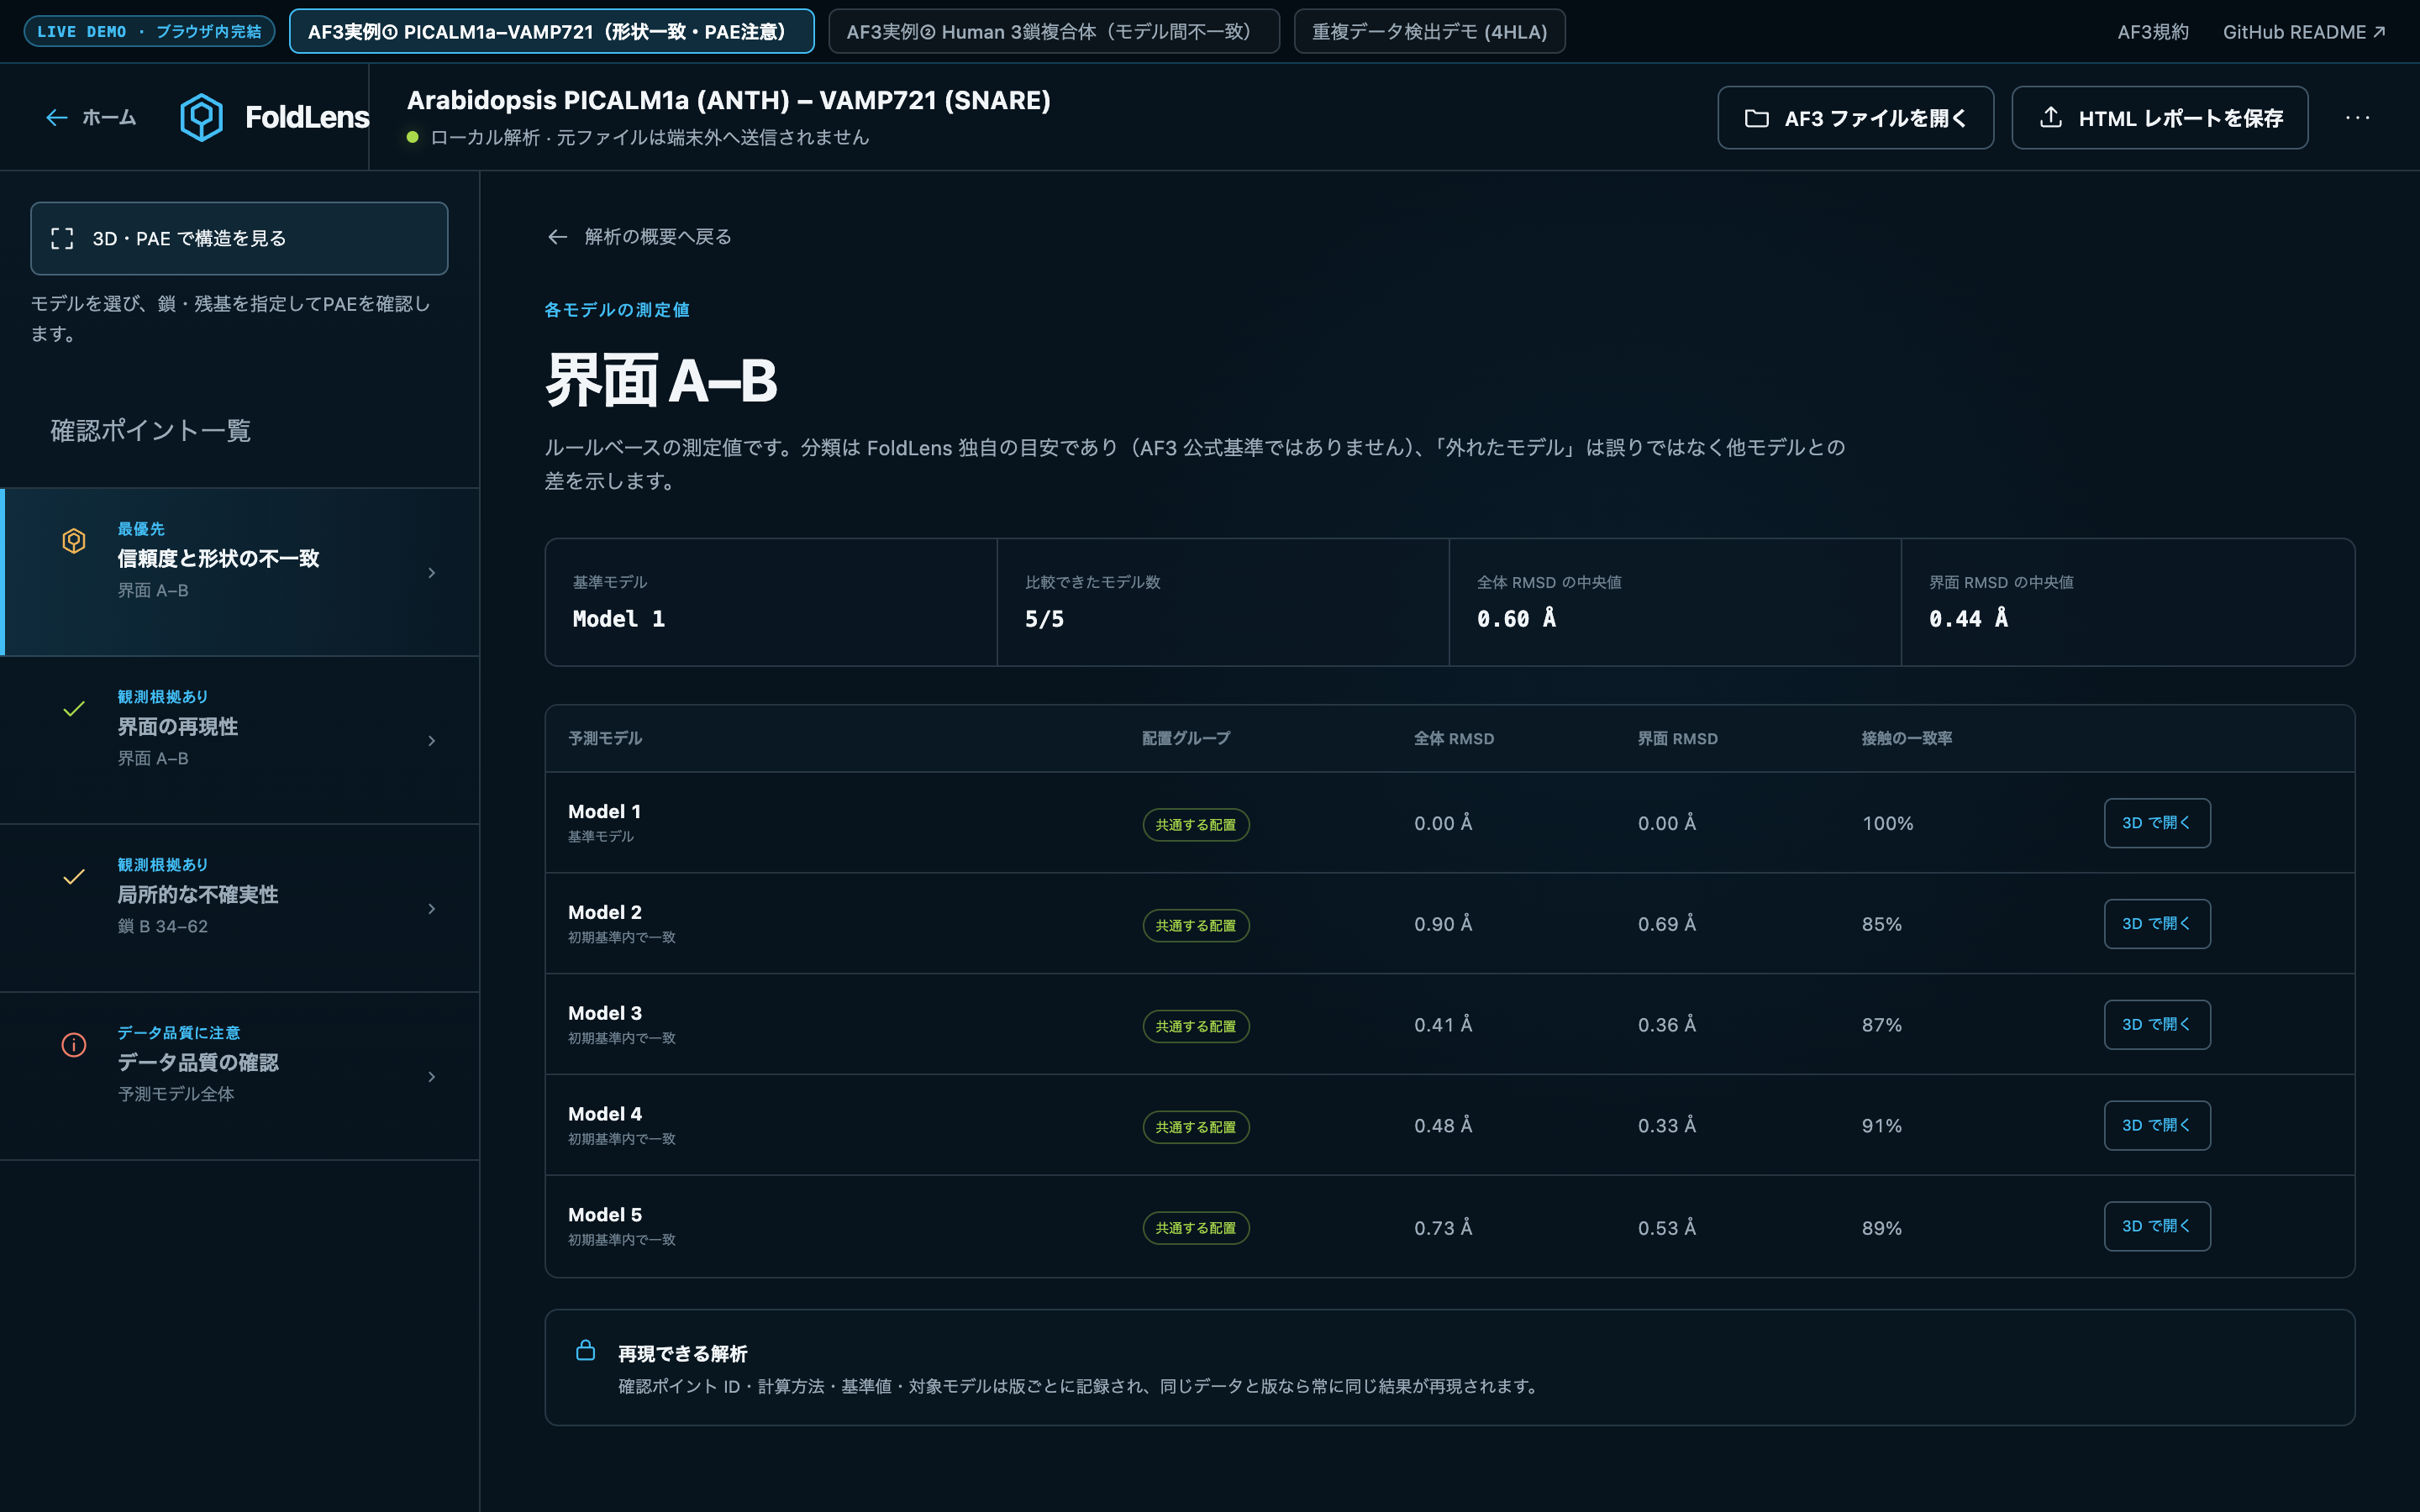 LIVE DEMO · ブラウザ内完結
AF3実例① PICALM1a–VAMP721（形状一致・PAE注意）
AF3実例② Human 3鎖複合体（モデル間不一致）
重複データ検出デモ (4HLA)
AF3規約
GitHub README ↗
← ホーム
FoldLens
Arabidopsis PICALM1a (ANTH) – VAMP721 (SNARE)
ローカル解析 · 元ファイルは端末外へ送信されません
AF3 ファイルを開く
HTML レポートを保存
···
3D・PAE で構造を見る
モデルを選び、鎖・残基を指定してPAEを確認し
ます。
確認ポイント一覧
最優先
信頼度と形状の不一致
界面 A–B
観測根拠あり
界面の再現性
界面 A–B
観測根拠あり
局所的な不確実性
鎖 B 34–62
データ品質に注意
データ品質の確認
予測モデル全体
← 解析の概要へ戻る
各モデルの測定値
界面 A–B
ルールベースの測定値です。分類は FoldLens 独自の目安であり（AF3 公式基準ではありません）、「外れたモデル」は誤りではなく他モデルとの
差を示します。
基準モデル
Model 1
比較できたモデル数
5/5
全体 RMSD の中央値
0.60 Å
界面 RMSD の中央値
0.44 Å
予測モデル 配置グループ 全体 RMSD 界面 RMSD 接触の一致率
Model 1
基準モデル
共通する配置 0.00 Å 0.00 Å 100% 3D で開く
Model 2
初期基準内で一致
共通する配置 0.90 Å 0.69 Å 85% 3D で開く
Model 3
初期基準内で一致
共通する配置 0.41 Å 0.36 Å 87% 3D で開く
Model 4
初期基準内で一致
共通する配置 0.48 Å 0.33 Å 91% 3D で開く
Model 5
初期基準内で一致
共通する配置 0.73 Å 0.53 Å 89% 3D で開く
再現できる解析
確認ポイント ID・計算方法・基準値・対象モデルは版ごとに記録され、同じデータと版なら常に同じ結果が再現されます。